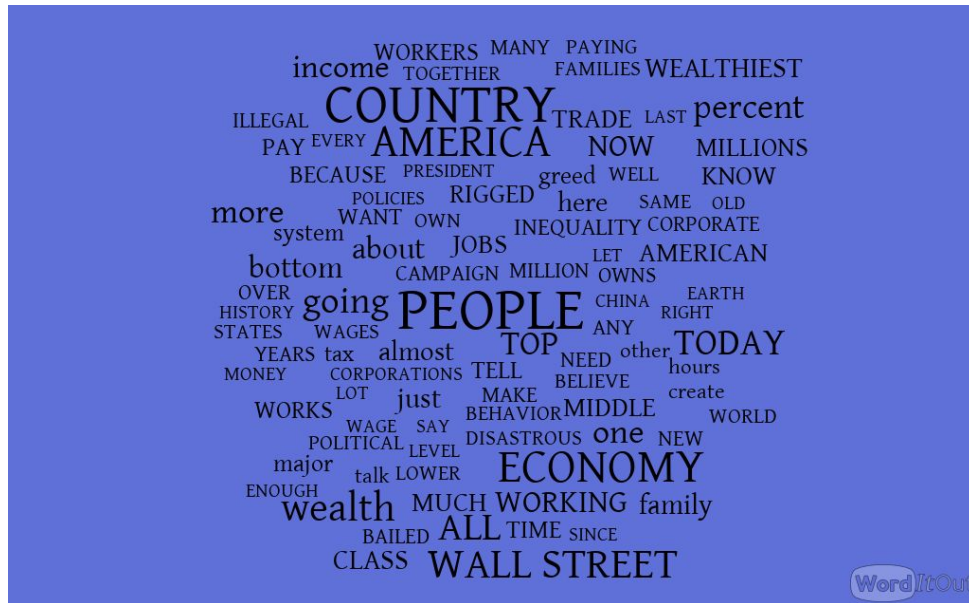 WORKERS MANY PAYING
income TOGETHER FAMILIES WEALTHIEST
COUNTRY TRADE LAST percent
ILLEGAL
PAY EVERY AMERICA NOW MILLIONS
BECAUSE PRESIDENT greed WELL KNOW
POLICIES RIGGED here SAME OLD
more WANT OWN INEQUALITY CORPORATE
system about JOBS LET AMERICAN
bottom CAMPAIGN MILLION OWNS
OVER going PEOPLE CHINA EARTH
HISTORY RIGHT
STATES WAGES ANY
YEARS tax almost TOP NEED other TODAY
MONEY CORPORATIONS TELL BELIEVE hours
LOT just MAKE create
WORKS BEHAVIOR MIDDLE WORLD
WAGE SAY
POLITICAL LEVEL DISASTROUS one NEW
major talk LOWER ECONOMY
ENOUGH
wealth MUCH WORKING family
BAILED ALL TIME SINCE
CLASS WALL STREET
WordItOut